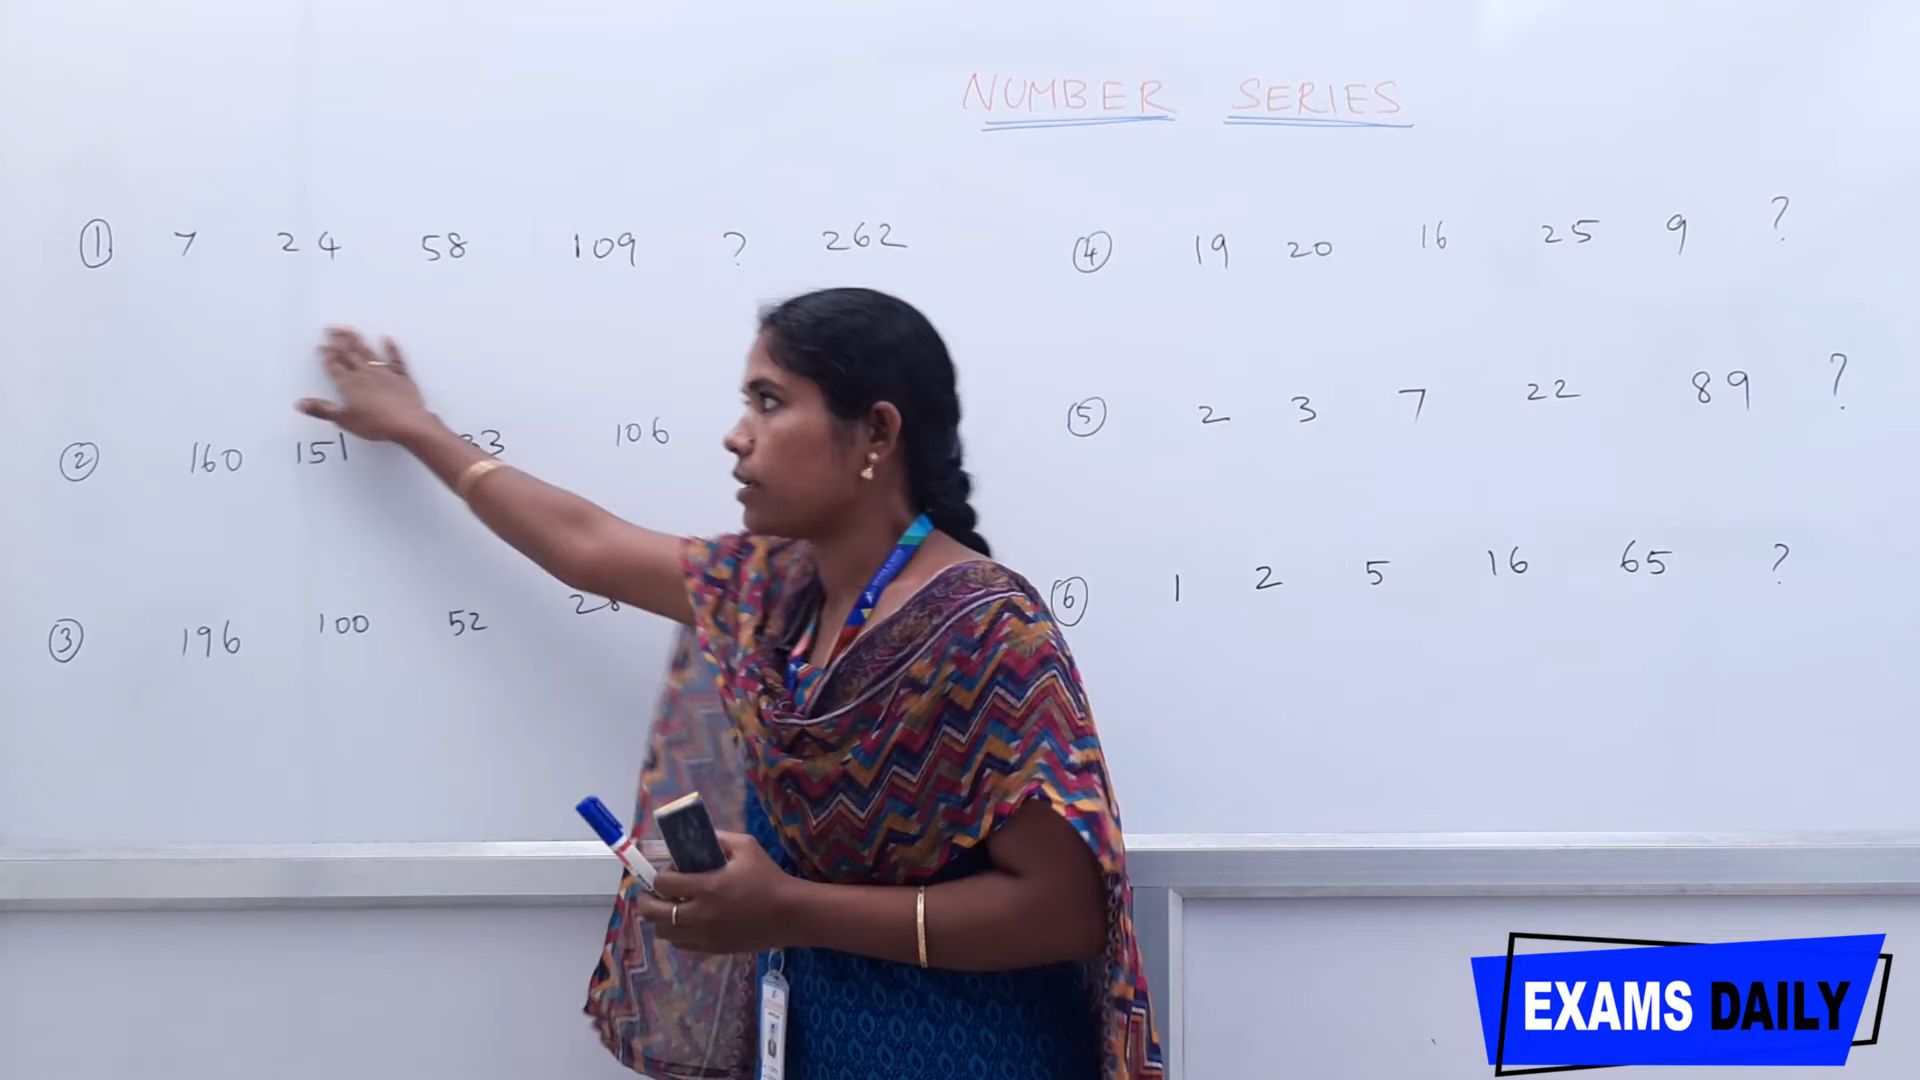 NUMBER SERIES
① 7 24 58 109 ? 262
② 160 151 106
③ 196 100 52
④ 19 20 16 25 9 ?
⑤ 2 3 7 22 89 ?
⑥ 1 2 5 16 65 ?
EXAMS DAILY